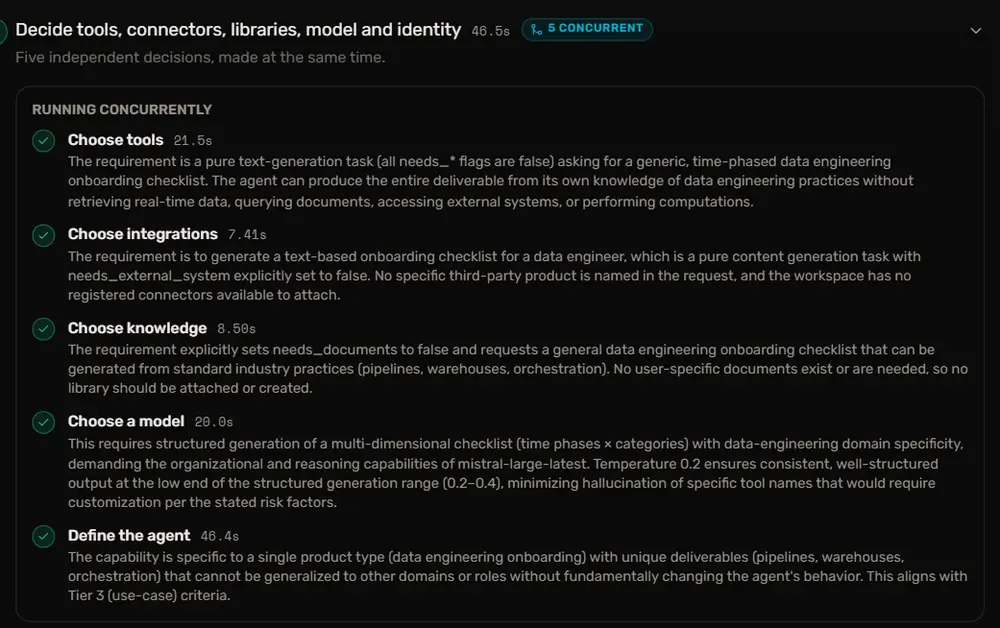 Decide tools, connectors, libraries, model and identity 46.5s 5 CONCURRENT
Five independent decisions, made at the same time.
RUNNING CONCURRENTLY
Choose tools 21.5s
The requirement is a pure text-generation task (all needs_* flags are false) asking for a generic, time-phased data engineering
onboarding checklist. The agent can produce the entire deliverable from its own knowledge of data engineering practices without
retrieving real-time data, querying documents, accessing external systems, or performing computations.
Choose integrations 7.41s
The requirement is to generate a text-based onboarding checklist for a data engineer, which is a pure content generation task with
needs_external_system explicitly set to false. No specific third-party product is named in the request, and the workspace has no
registered connectors available to attach.
Choose knowledge 8.50s
The requirement explicitly sets needs_documents to false and requests a general data engineering onboarding checklist that can be
generated from standard industry practices (pipelines, warehouses, orchestration). No user-specific documents exist or are needed, so no
library should be attached or created.
Choose a model 20.0s
This requires structured generation of a multi-dimensional checklist (time phases × categories) with data-engineering domain specificity,
demanding the organizational and reasoning capabilities of mistral-large-latest. Temperature 0.2 ensures consistent, well-structured
output at the low end of the structured generation range (0.2–0.4), minimizing hallucination of specific tool names that would require
customization per the stated risk factors.
Define the agent 46.4s
The capability is specific to a single product type (data engineering onboarding) with unique deliverables (pipelines, warehouses,
orchestration) that cannot be generalized to other domains or roles without fundamentally changing the agent's behavior. This aligns with
Tier 3 (use-case) criteria.